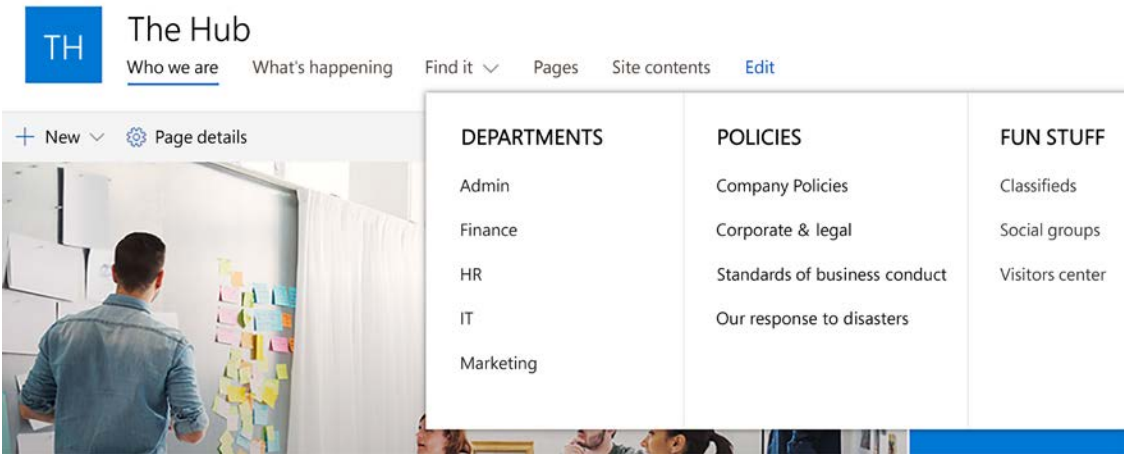 TH
The Hub
Who we are What's happening Find it Pages Site contents Edit
New Page details
DEPARTMENTS
Admin
Finance
HR
IT
Marketing
POLICIES
Company Policies
Corporate & legal
Standards of business conduct
Our response to disasters
FUN STUFF
Classifieds
Social groups
Visitors center